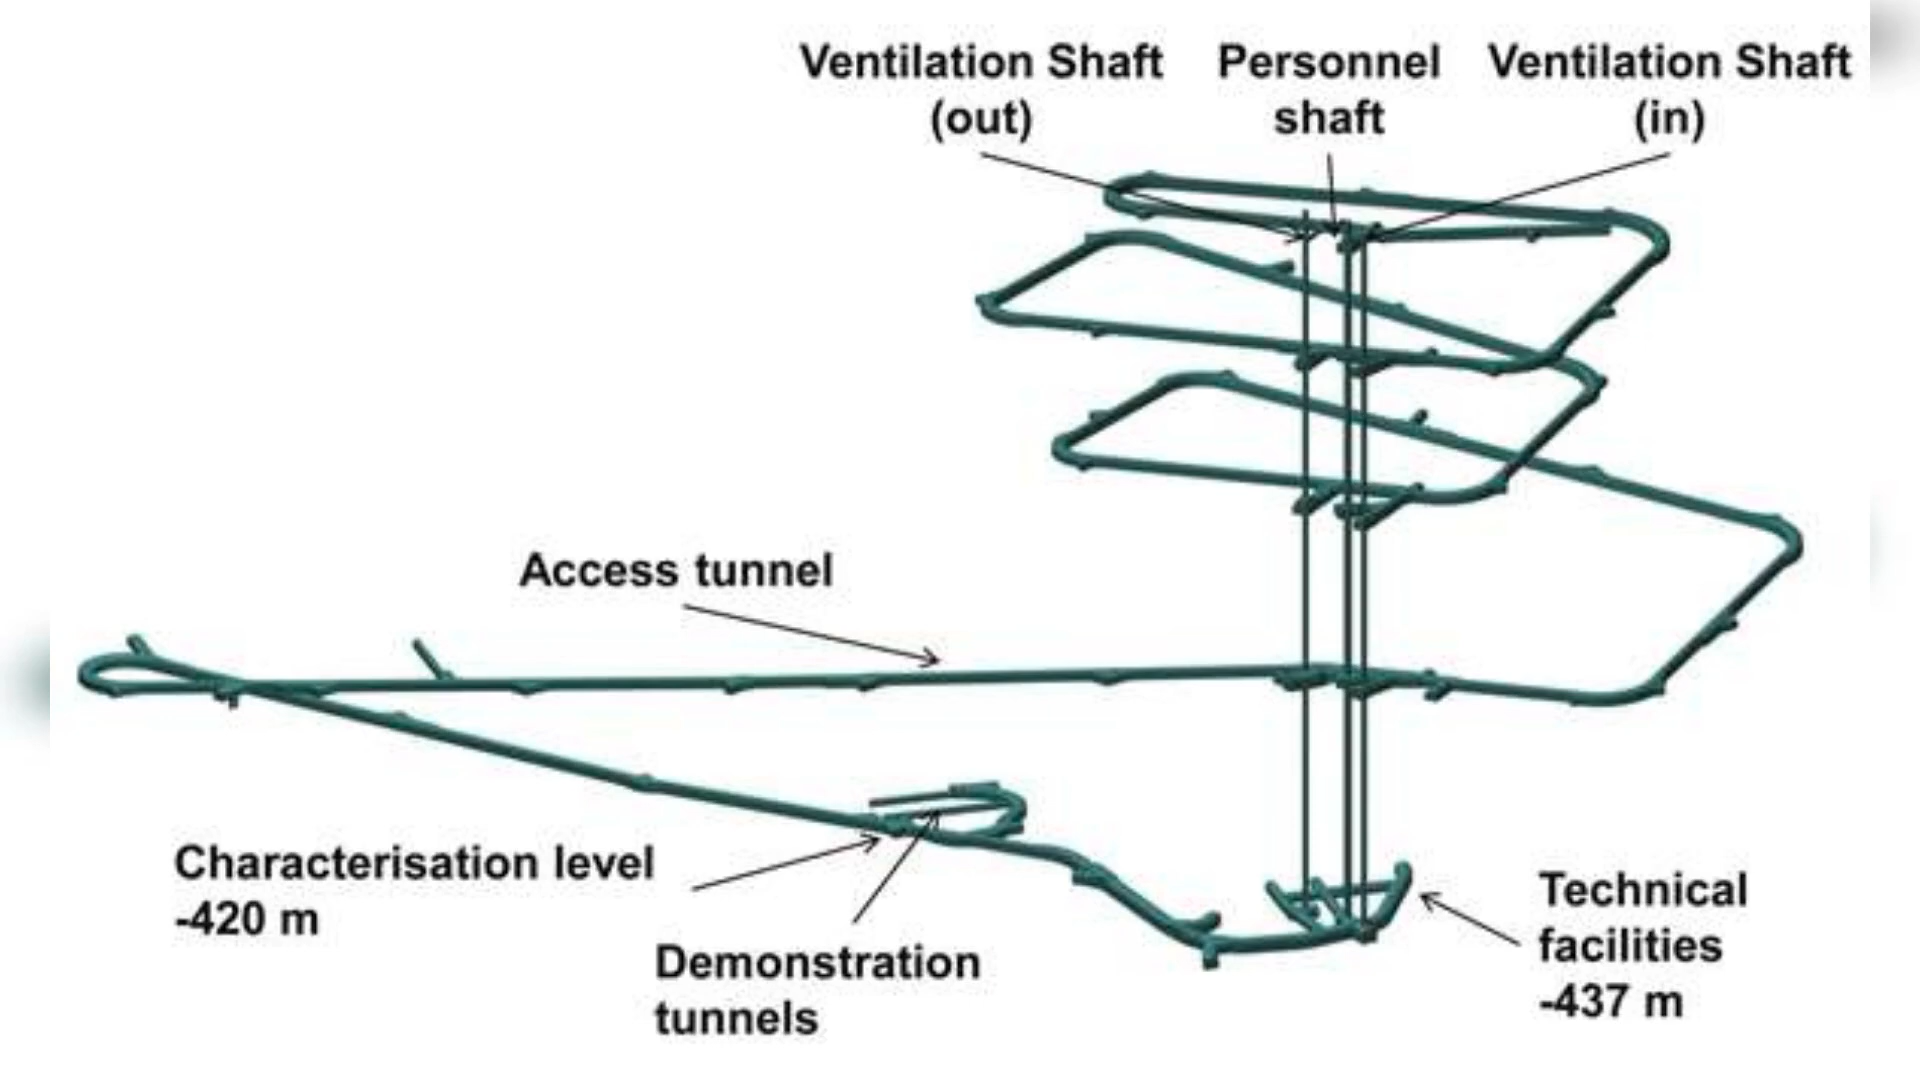 Ventilation Shaft
(out)
Personnel
shaft
Ventilation Shaft
(in)
Access tunnel
Characterisation level
-420 m
Demonstration
tunnels
Technical
facilities
-437 m